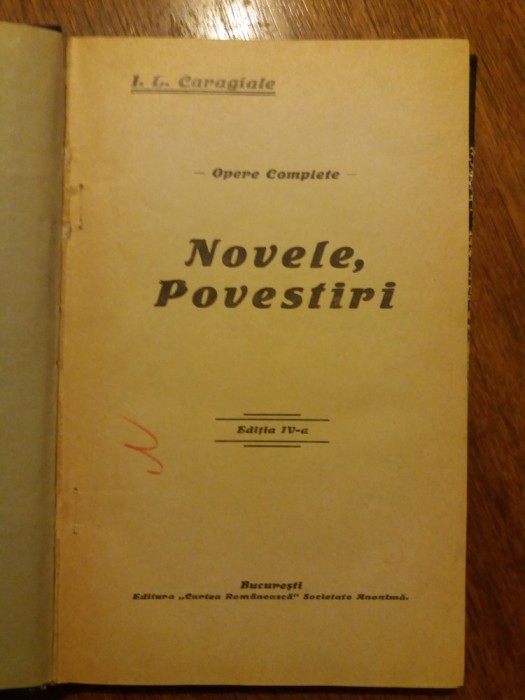 I. L. Caragiale
— Opere Complete —
Novele,
Povestiri
Ediția IV-a
București
Editura „Cartea Românească” Societate Anonimă.